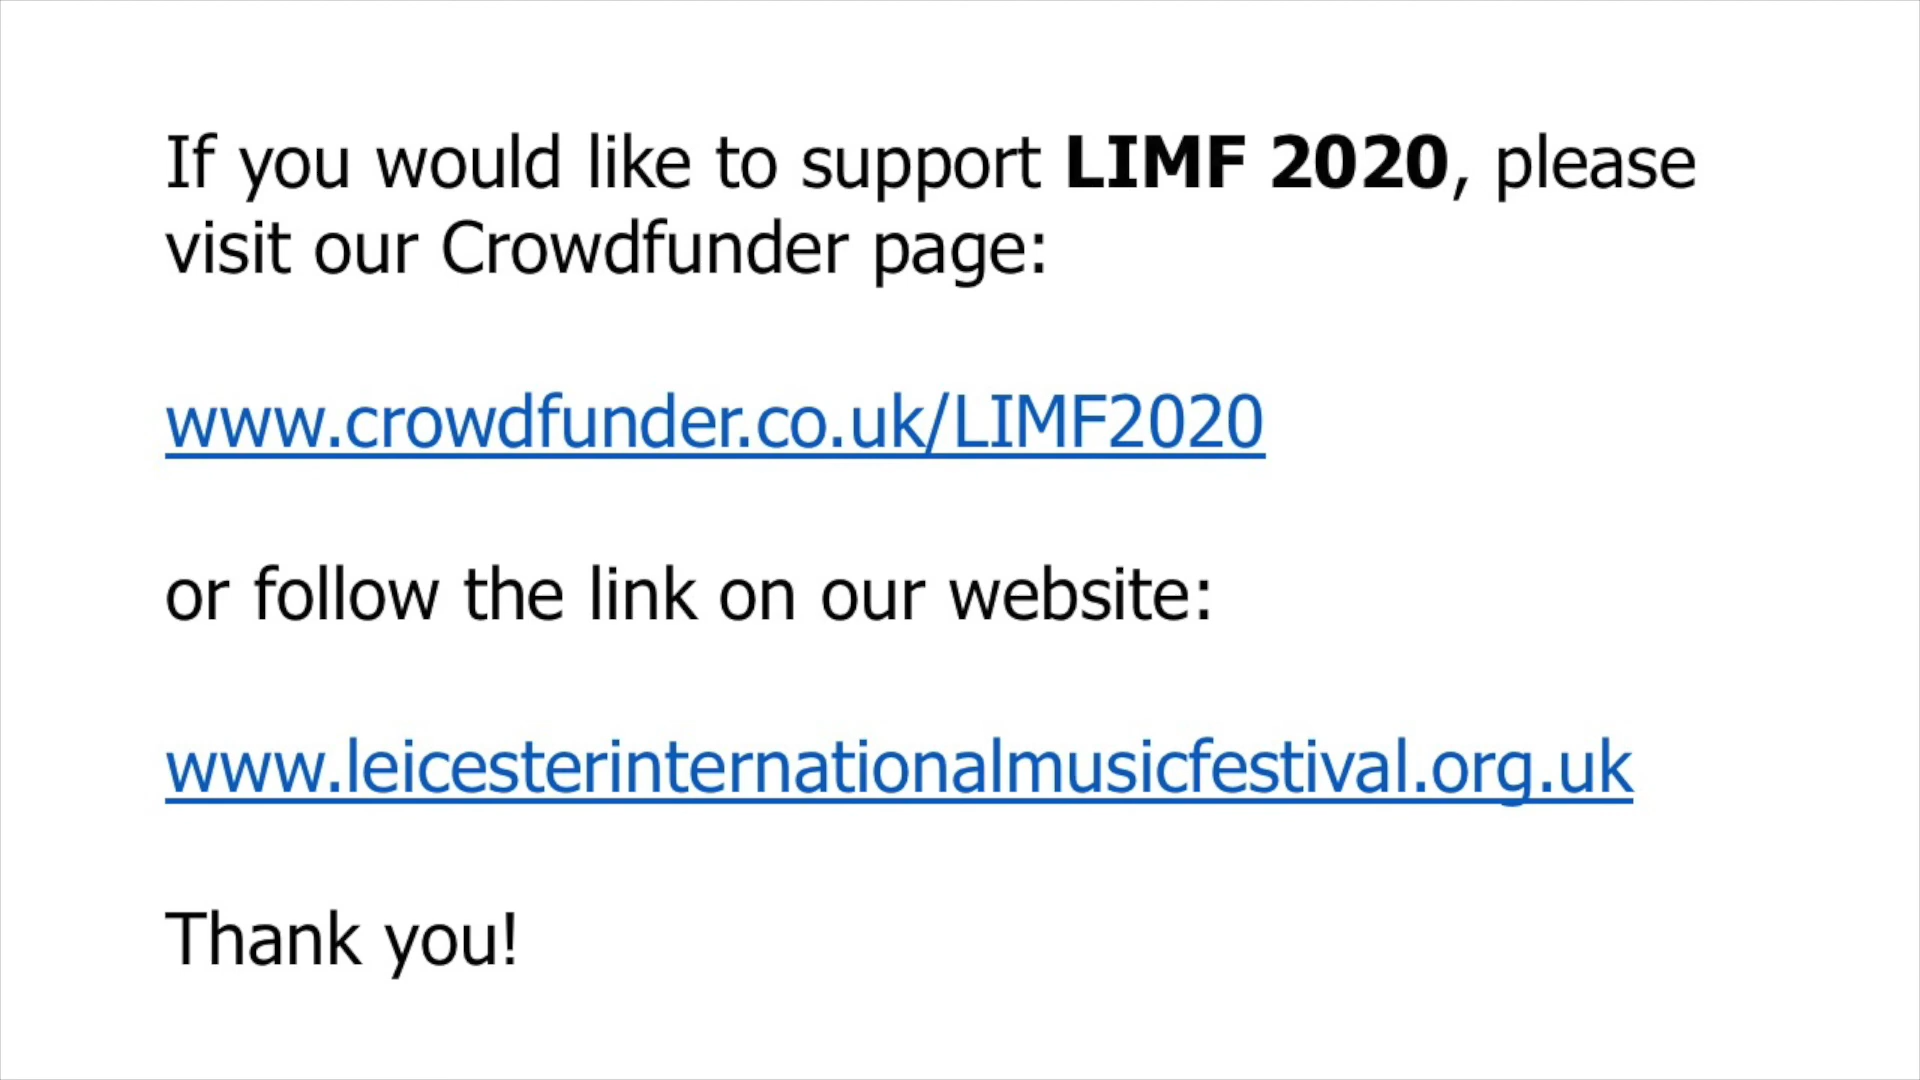 If you would like to support LIMF 2020, please
visit our Crowdfunder page:
www.crowdfunder.co.uk/LIMF2020
or follow the link on our website:
www.leicesterinternationalmusicfestival.org.uk
Thank you!